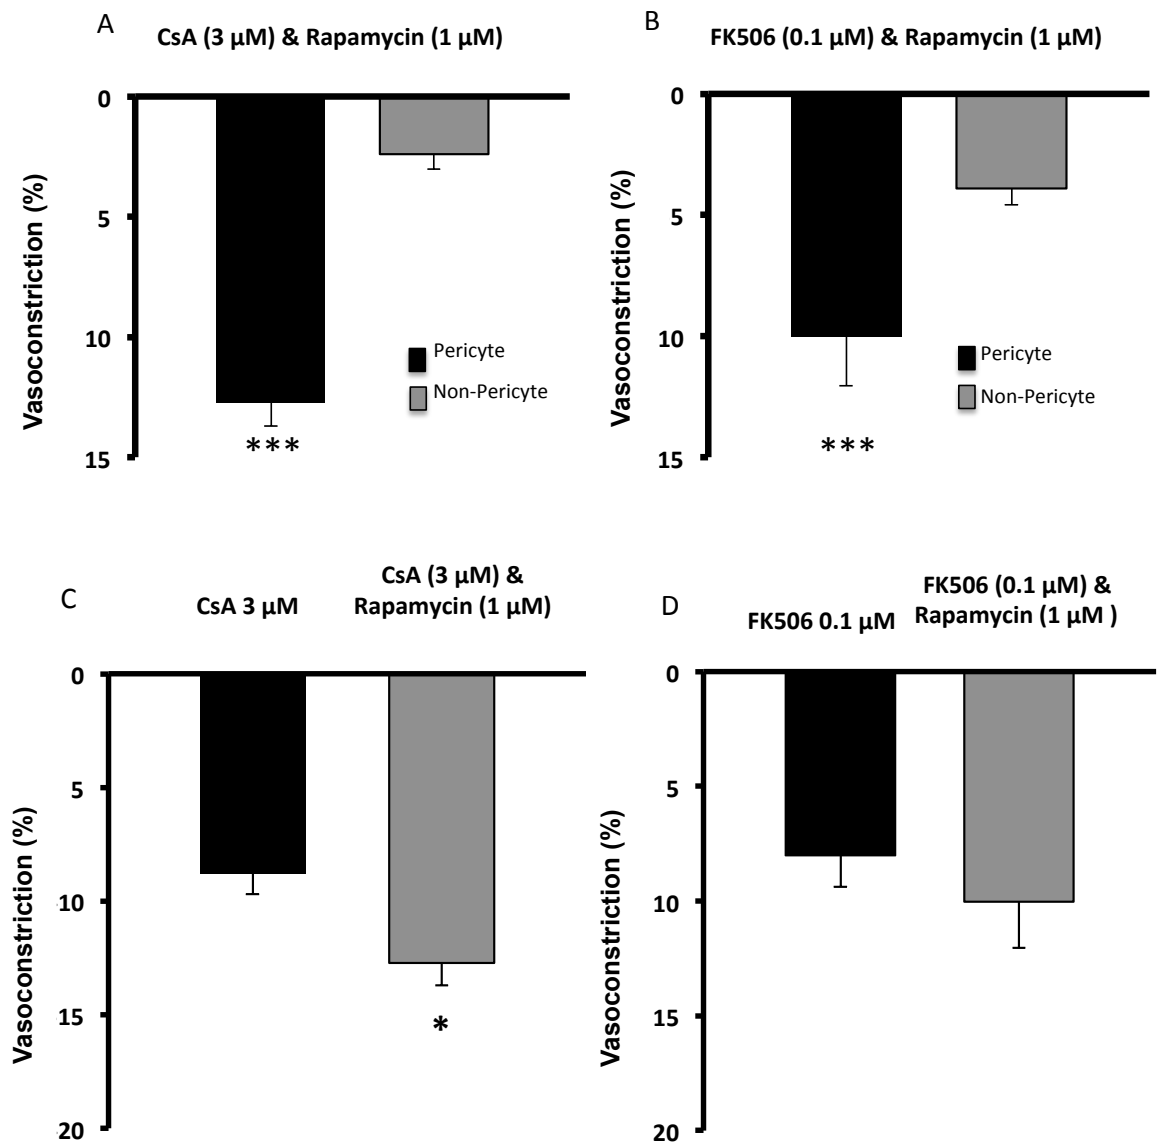 A
CsA (3 μM) & Rapamycin (1 μM)
0
5
10
15
Vasoconstriction (%)
Pericyte
Non-Pericyte
***
B
FK506 (0.1 μM) & Rapamycin (1 μM)
0
5
10
15
Vasoconstriction (%)
Pericyte
Non-Pericyte
***
C
CsA 3 μM
CsA (3 μM) &
Rapamycin (1 μM)
0
5
10
15
20
Vasoconstriction (%)
*
D
FK506 0.1 μM
FK506 (0.1 μM) &
Rapamycin (1 μM )
0
5
10
15
20
Vasoconstriction (%)